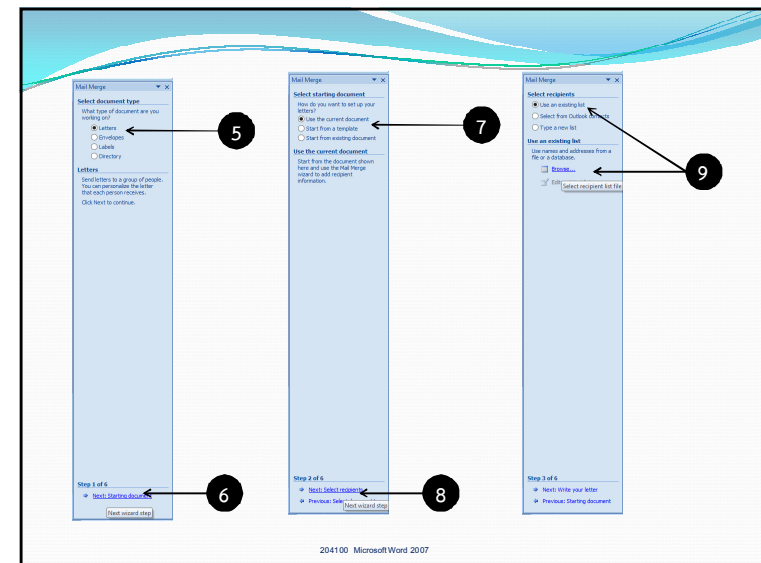 Mail Merge
Select document type
What type of document are you
working on?
Letters
Envelopes
Labels
Directory
Letters
Send letters to a group of people.
You can personalize the letter
that each person receives.
Click Next to continue.
Step 1 of 6
Next: Starting document
Next wizard step
5
6
Mail Merge
Select starting document
How do you want to set up your
letters?
Use the current document
Start from a template
Start from existing document
Use the current document
Start from the document shown
here and use the Mail Merge
wizard to add recipient
information.
Step 2 of 6
Next: Select recipients
Previous:
Next wizard step
7
8
Mail Merge
Select recipients
Use an existing list
Select from Outlook contacts
Type a new list
Use an existing list
Use names and addresses from a
file or a database.
Browse...
Select recipient list file
Step 3 of 6
Next: Write your letter
Previous: Starting document
9
204100 Microsoft Word 2007